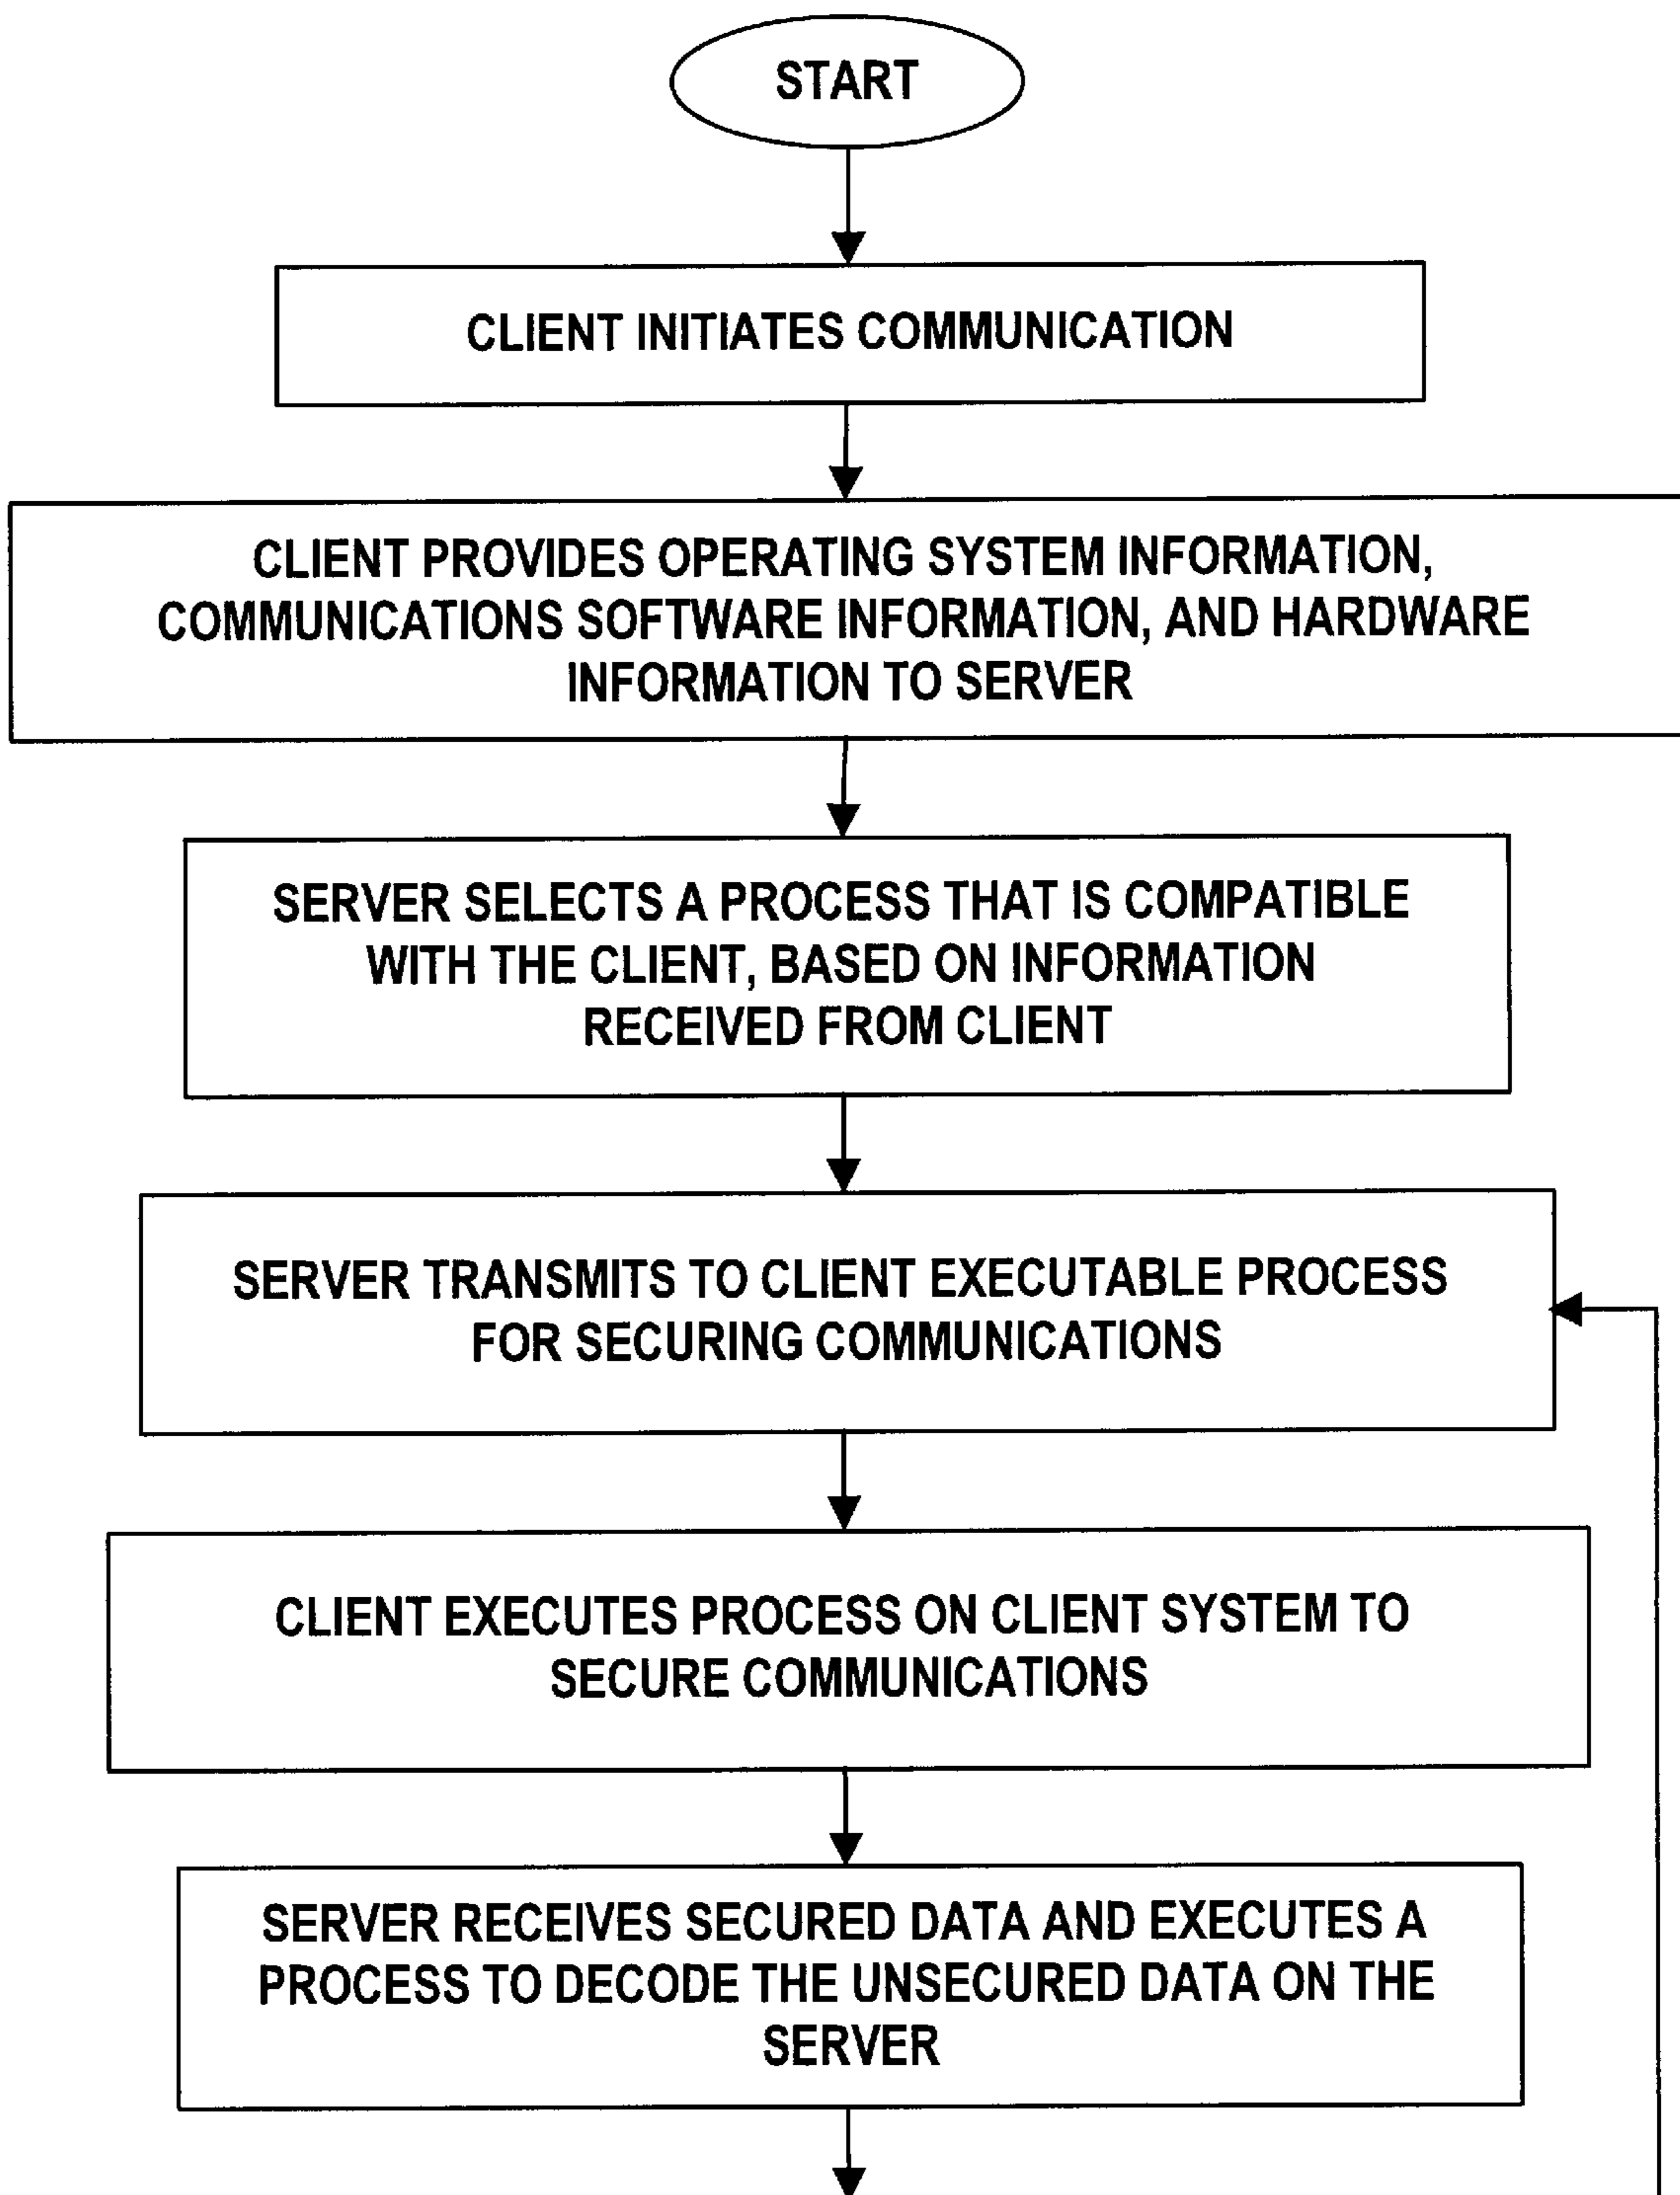 START
CLIENT INITIATES COMMUNICATION
CLIENT PROVIDES OPERATING SYSTEM INFORMATION,
COMMUNICATIONS SOFTWARE INFORMATION, AND HARDWARE
INFORMATION TO SERVER
SERVER SELECTS A PROCESS THAT IS COMPATIBLE
WITH THE CLIENT, BASED ON INFORMATION
RECEIVED FROM CLIENT
SERVER TRANSMITS TO CLIENT EXECUTABLE PROCESS
FOR SECURING COMMUNICATIONS
CLIENT EXECUTES PROCESS ON CLIENT SYSTEM TO
SECURE COMMUNICATIONS
SERVER RECEIVES SECURED DATA AND EXECUTES A
PROCESS TO DECODE THE UNSECURED DATA ON THE
SERVER